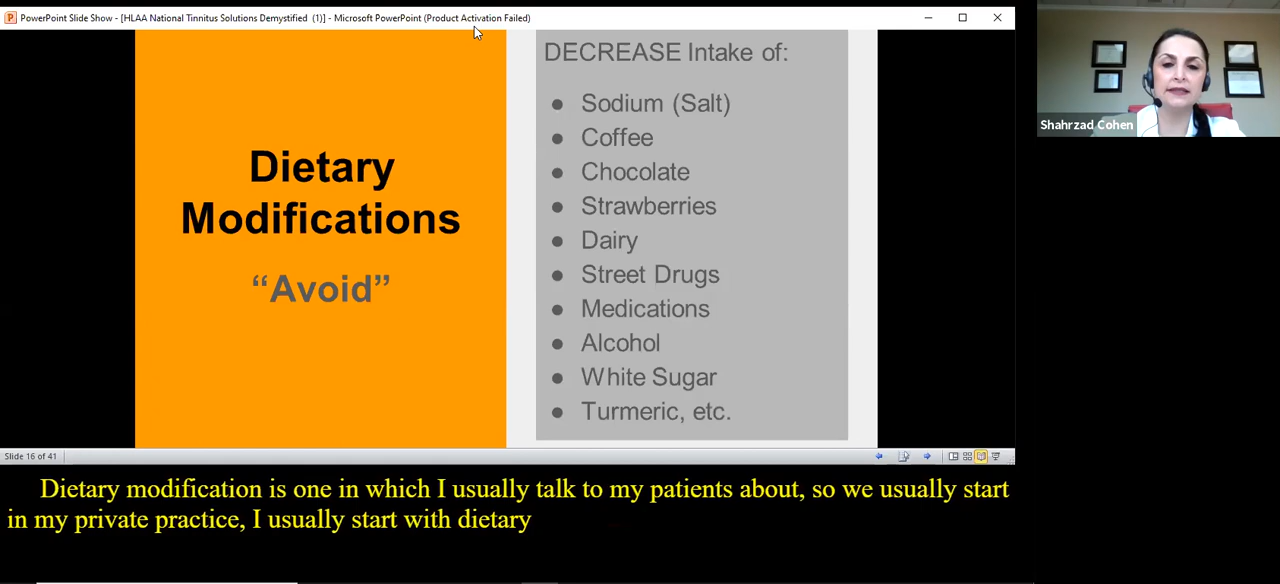 PowerPoint Slide Show - [HLAA National Tinnitus Solutions Demystified (1)] - Microsoft PowerPoint (Product Activation Failed)
Dietary
Modifications
“Avoid”
DECREASE Intake of:
● Sodium (Salt)
● Coffee
● Chocolate
● Strawberries
● Dairy
● Street Drugs
● Medications
● Alcohol
● White Sugar
● Turmeric, etc.
Shahrzad Cohen
Slide 16 of 41
Dietary modification is one in which I usually talk to my patients about, so we usually start
in my private practice, I usually start with dietary